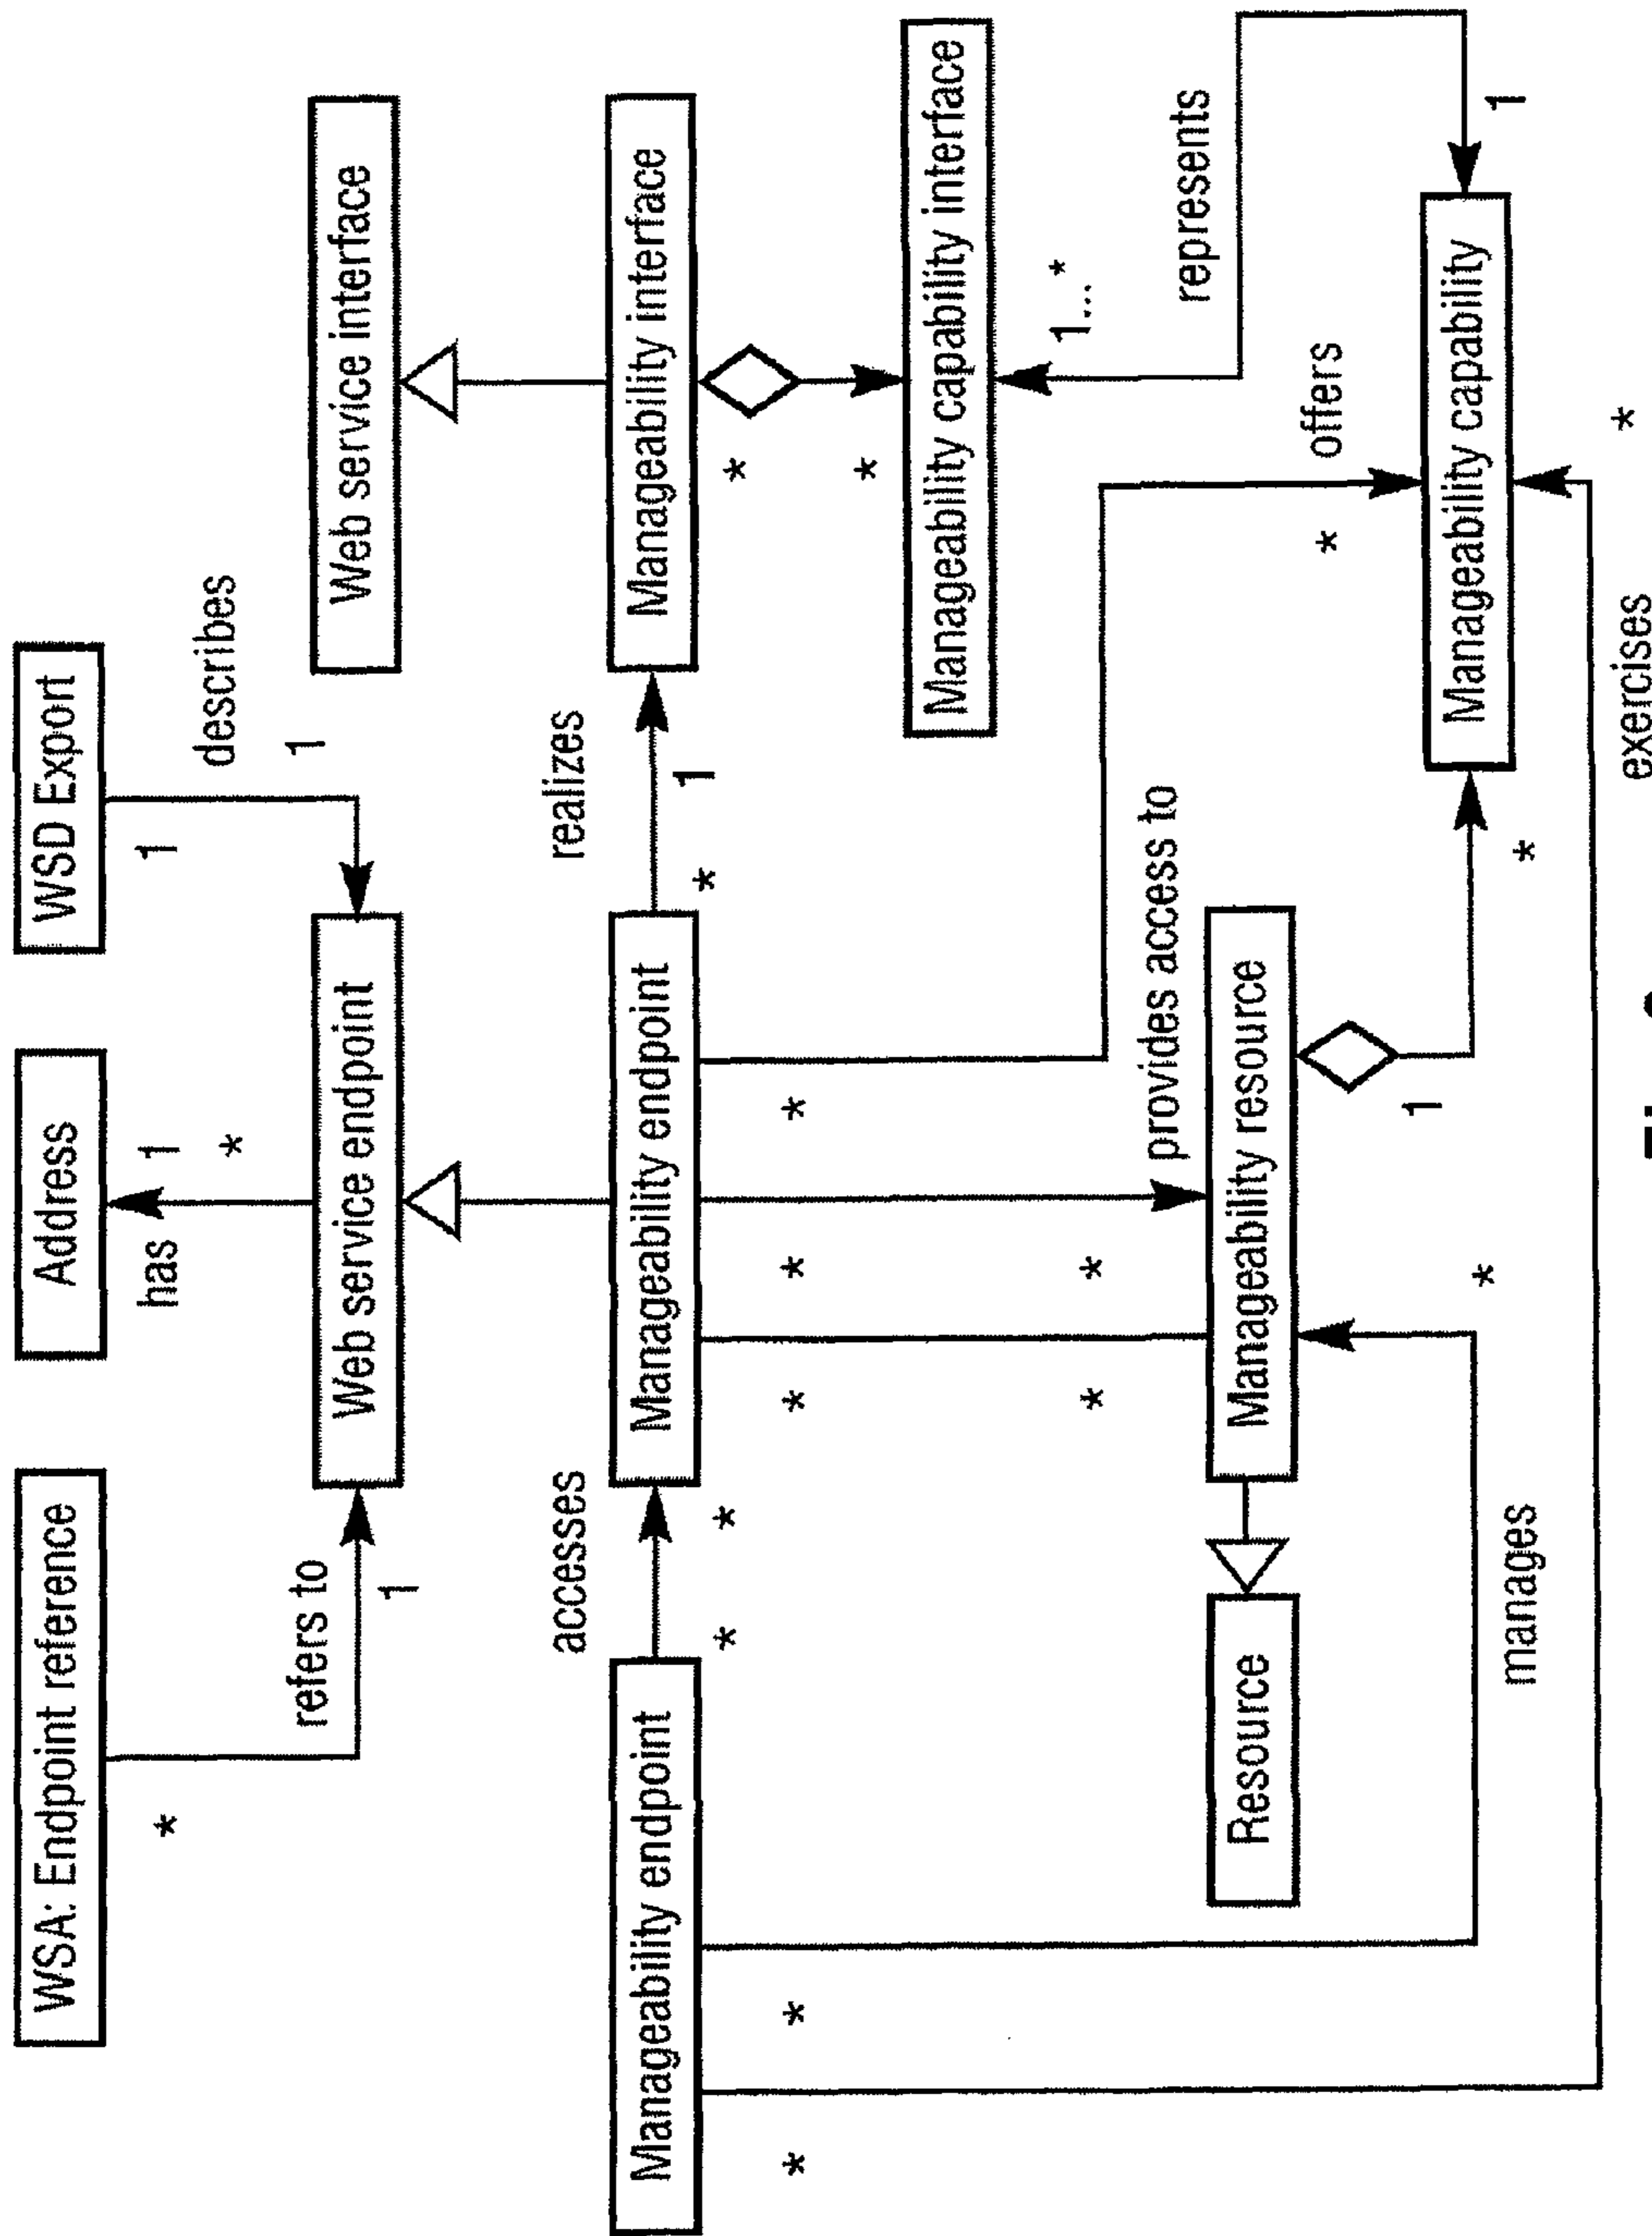 WSA: Endpoint reference
Address
WSD Export
*
has
1
*
1
describes
refers to
1
1
Web service endpoint
Web service interface
accesses
realizes
Manageability endpoint
Manageability endpoint
Manageability interface
*
*
*
1
*
*
*
*
*
*
*
Manageability capability interface
*
*
1...*
provides access to
represents
Resource
Manageability resource
*
offers
1
Manageability capability
1
*
manages
*
exercises
*